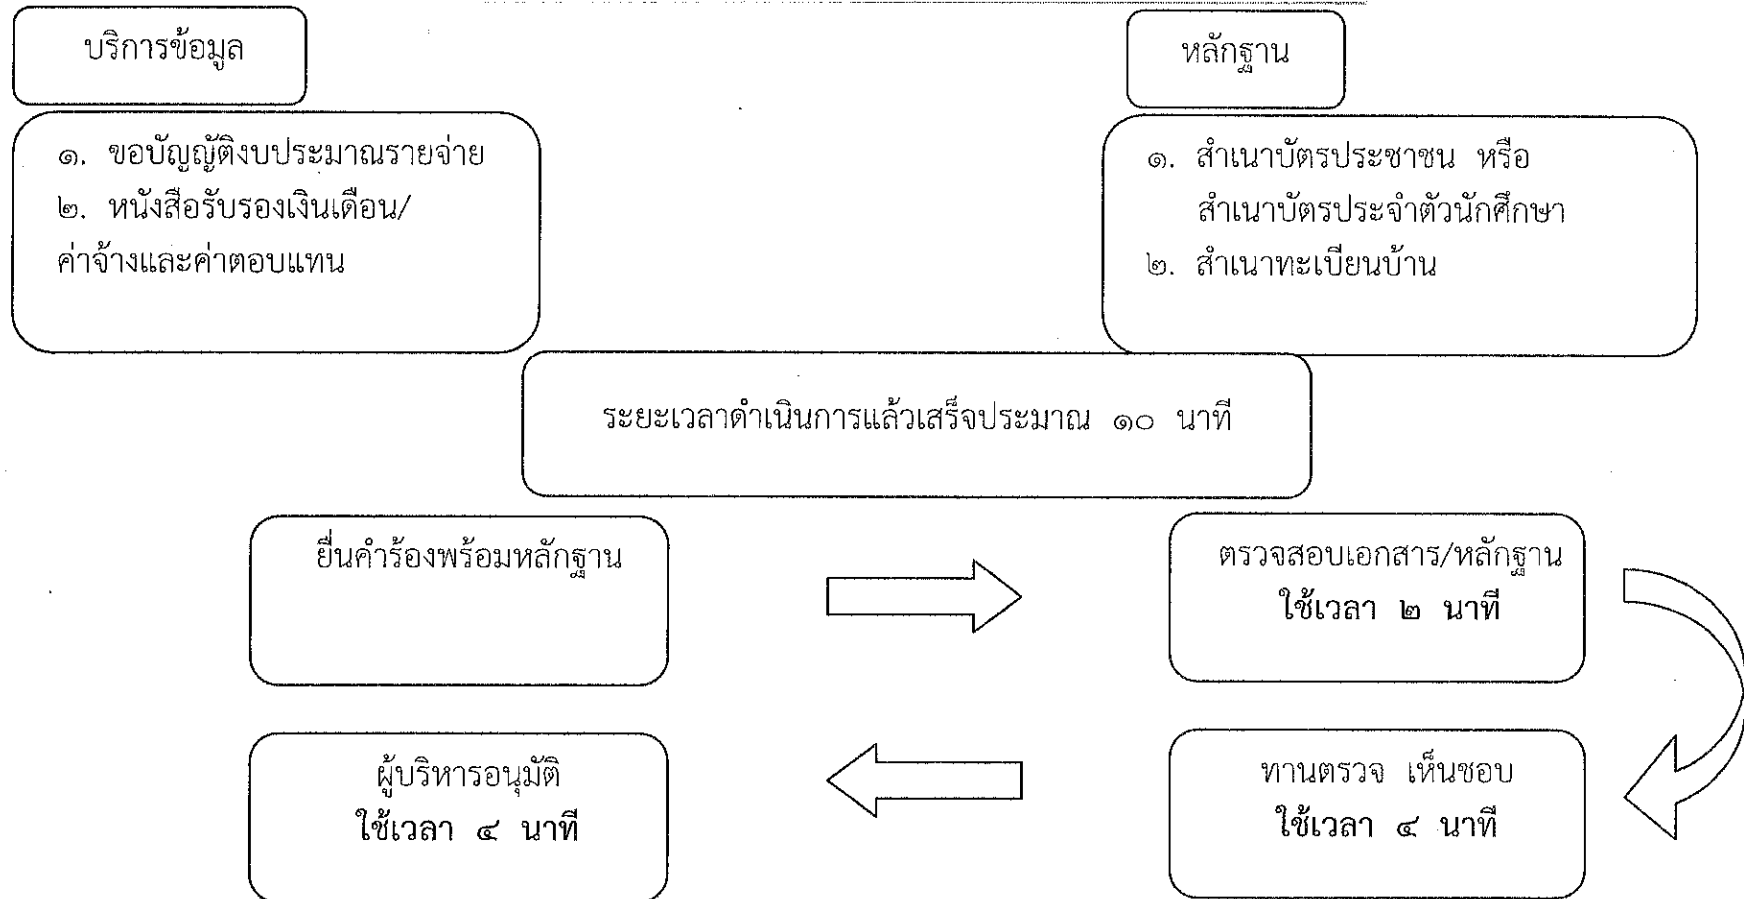 บริการข้อมูล
๑. ขอบัญญัติงบประมาณรายจ่าย
๒. หนังสือรับรองเงินเดือน/
ค่าจ้างและค่าตอบแทน
หลักฐาน
๑. สำเนาบัตรประชาชน หรือ
สำเนาบัตรประจำตัวนักศึกษา
๒. สำเนาทะเบียนบ้าน
ระยะเวลาดำเนินการแล้วเสร็จประมาณ ๑๐ นาที
ยื่นคำร้องพร้อมหลักฐาน
ตรวจสอบเอกสาร/หลักฐาน
ใช้เวลา ๒ นาที
ทานตรวจ เห็นชอบ
ใช้เวลา ๔ นาที
ผู้บริหารอนุมัติ
ใช้เวลา ๔ นาที